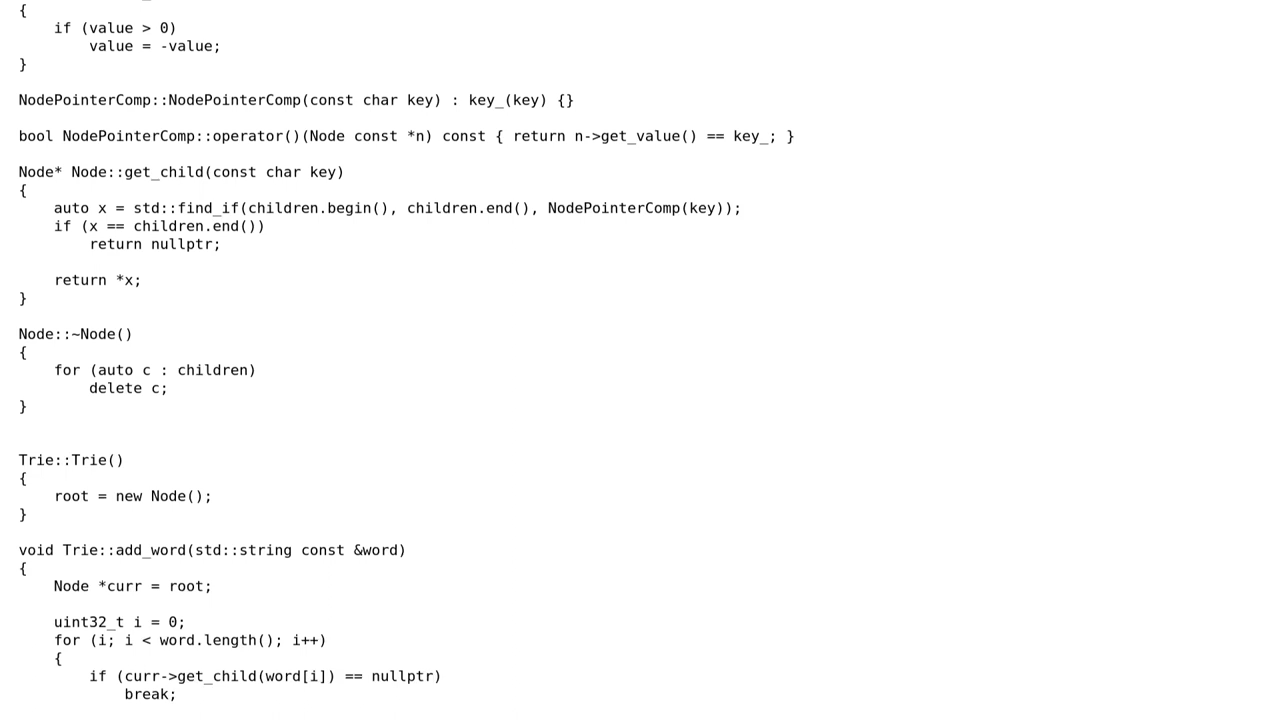 {
    if (value > 0)
        value = -value;
}

NodePointerComp::NodePointerComp(const char key) : key_(key) {}

bool NodePointerComp::operator()(Node const *n) const { return n->get_value() == key_; }

Node* Node::get_child(const char key)
{
    auto x = std::find_if(children.begin(), children.end(), NodePointerComp(key));
    if (x == children.end())
        return nullptr;

    return *x;
}

Node::~Node()
{
    for (auto c : children)
        delete c;
}


Trie::Trie()
{
    root = new Node();
}

void Trie::add_word(std::string const &word)
{
    Node *curr = root;

    uint32_t i = 0;
    for (i; i < word.length(); i++)
    {
        if (curr->get_child(word[i]) == nullptr)
            break;